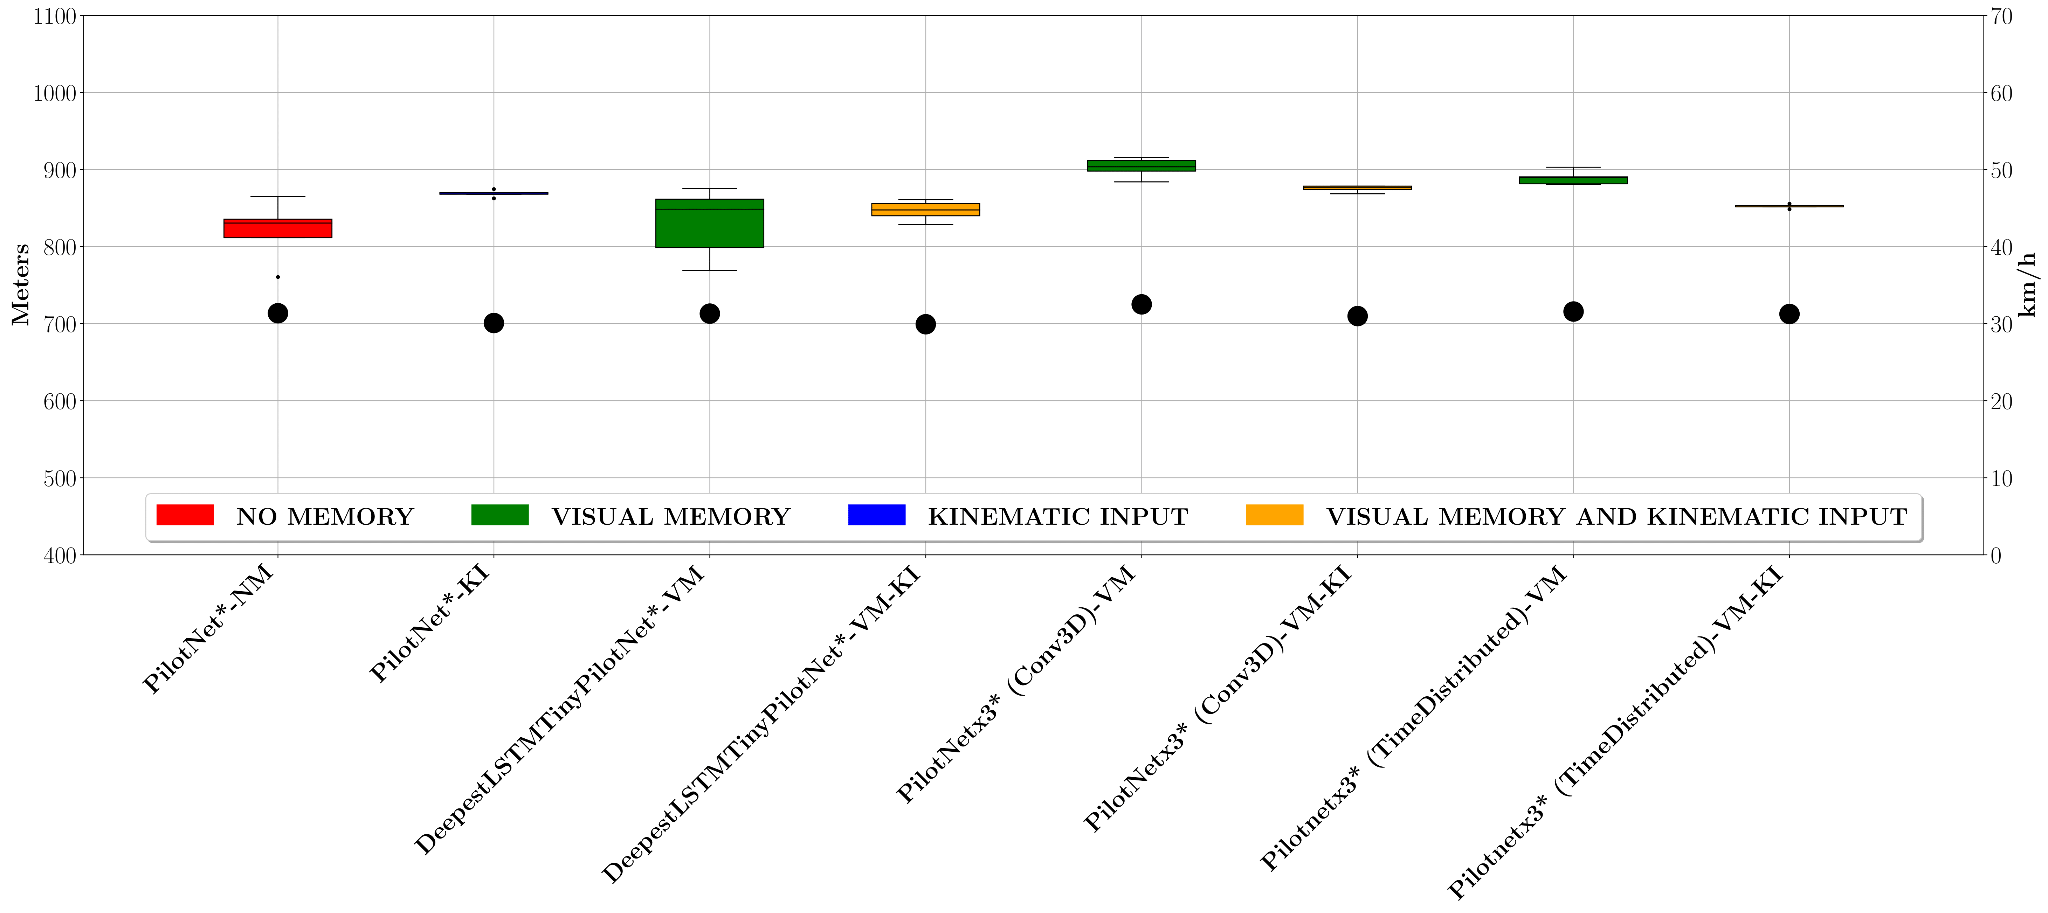 1100
1000
900
800
700
600
500
400
Meters
70
60
50
40
30
20
10
0
km/h
NO MEMORY
VISUAL MEMORY
KINEMATIC INPUT
VISUAL MEMORY AND KINEMATIC INPUT
PilotNet*-NM
PilotNet*-KI
DeepestLSTMTinyPilotNet*-VM
DeepestLSTMTinyPilotNet*-VM-KI
PilotNetx3* (Conv3D)-VM
PilotNetx3* (Conv3D)-VM-KI
Pilotnetx3* (TimeDistributed)-VM
Pilotnetx3* (TimeDistributed)-VM-KI